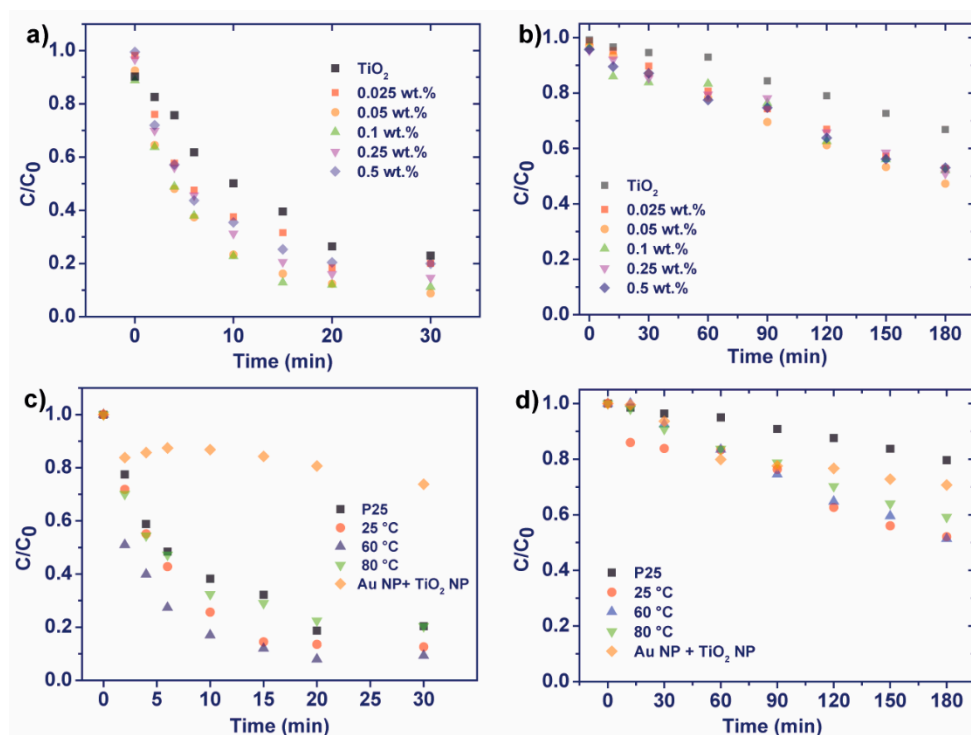 a)
C/C0
1.0
0.8
0.6
0.4
0.2
0.0
TiO2
0.025 wt.%
0.05 wt.%
0.1 wt.%
0.25 wt.%
0.5 wt.%
0 10 20 30
Time (min)
b)
C/C0
1.0
0.8
0.6
0.4
0.2
0.0
TiO2
0.025 wt.%
0.05 wt.%
0.1 wt.%
0.25 wt.%
0.5 wt.%
0 30 60 90 120 150 180
Time (min)
c)
C/C0
1.0
0.8
0.6
0.4
0.2
0.0
P25
25 °C
60 °C
80 °C
Au NP+ TiO2 NP
0 5 10 15 20 25 30
Time (min)
d)
C/C0
1.0
0.8
0.6
0.4
0.2
0.0
P25
25 °C
60 °C
80 °C
Au NP + TiO2 NP
0 30 60 90 120 150 180
Time (min)